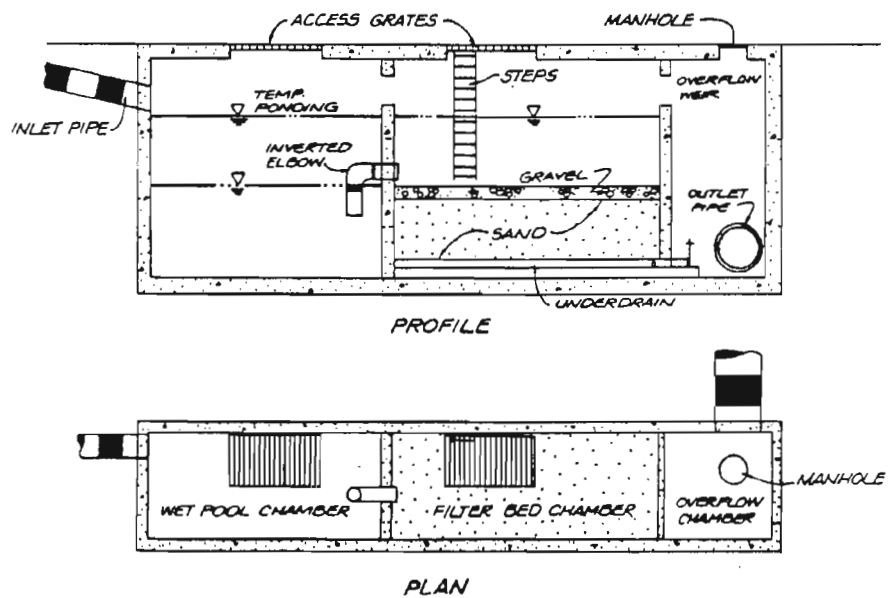 ACCESS GRATES
MANHOLE
STEPS
OVERFLOW
WEIR
TEMP.
PONDING
INLET PIPE
INVERTED
ELBOW
GRAVEL
OUTLET
PIPE
SAND
UNDERDRAIN
PROFILE
MANHOLE
WET POOL CHAMBER
FILTER BED CHAMBER
OVERFLOW
CHAMBER
PLAN